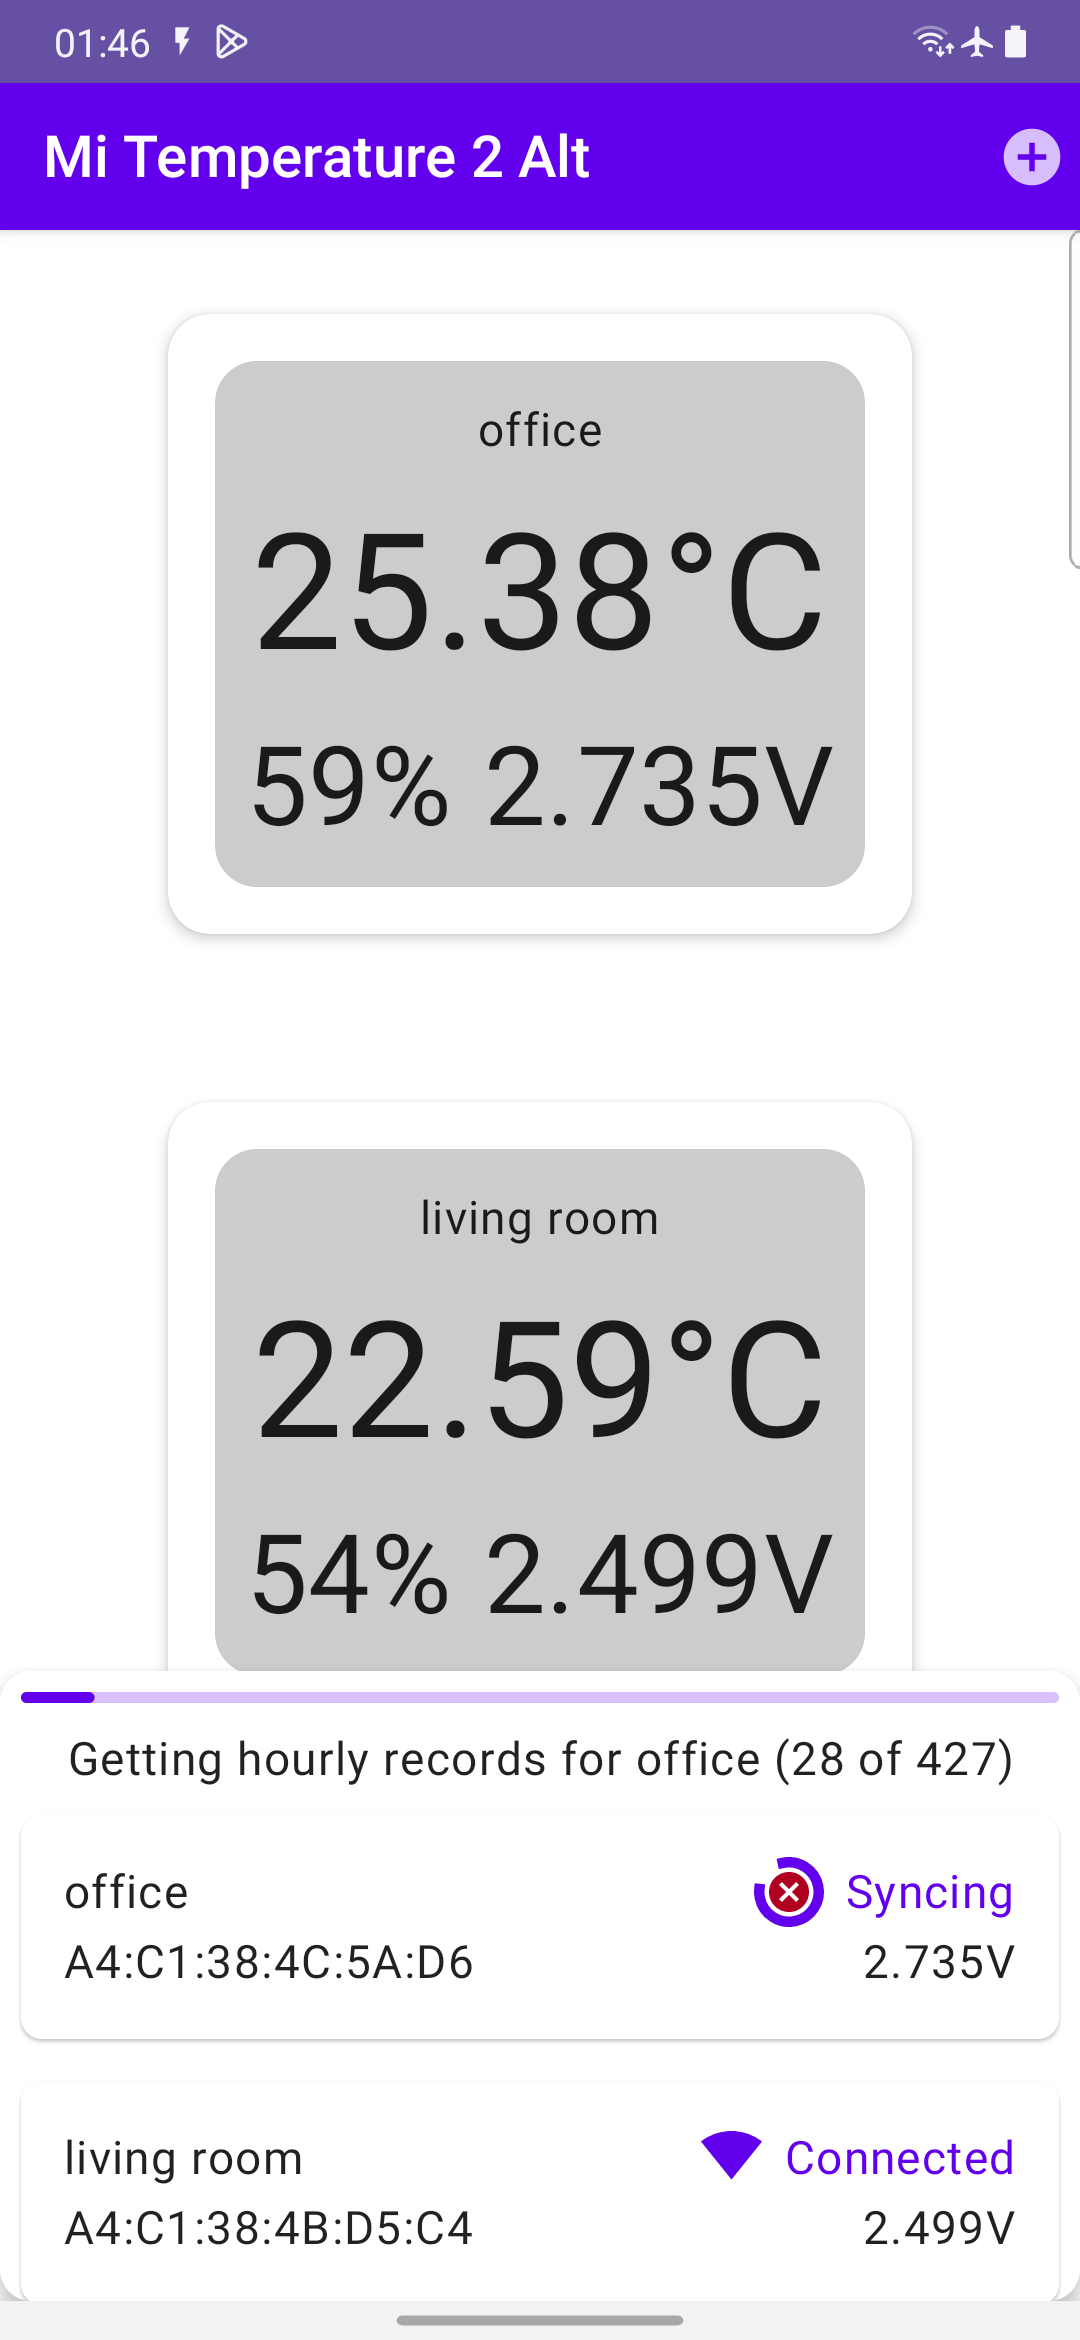 01:46
Mi Temperature 2 Alt
office
25.38°C
59% 2.735V
living room
22.59°C
54% 2.499V
Getting hourly records for office (28 of 427)
office Syncing
A4:C1:38:4C:5A:D6 2.735V
living room Connected
A4:C1:38:4B:D5:C4 2.499V